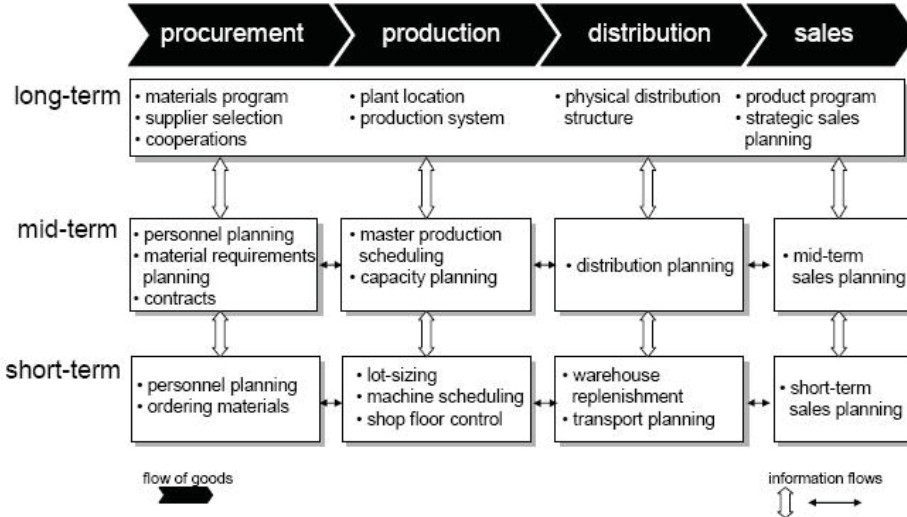 procurement
production
distribution
sales
long-term
• materials program
• supplier selection
• cooperations
• plant location
• production system
• physical distribution
structure
• product program
• strategic sales
planning
mid-term
• personnel planning
• material requirements
planning
• contracts
• master production
scheduling
• capacity planning
• distribution planning
• mid-term
sales planning
short-term
• personnel planning
• ordering materials
• lot-sizing
• machine scheduling
• shop floor control
• warehouse
replenishment
• transport planning
• short-term
sales planning
flow of goods
information flows